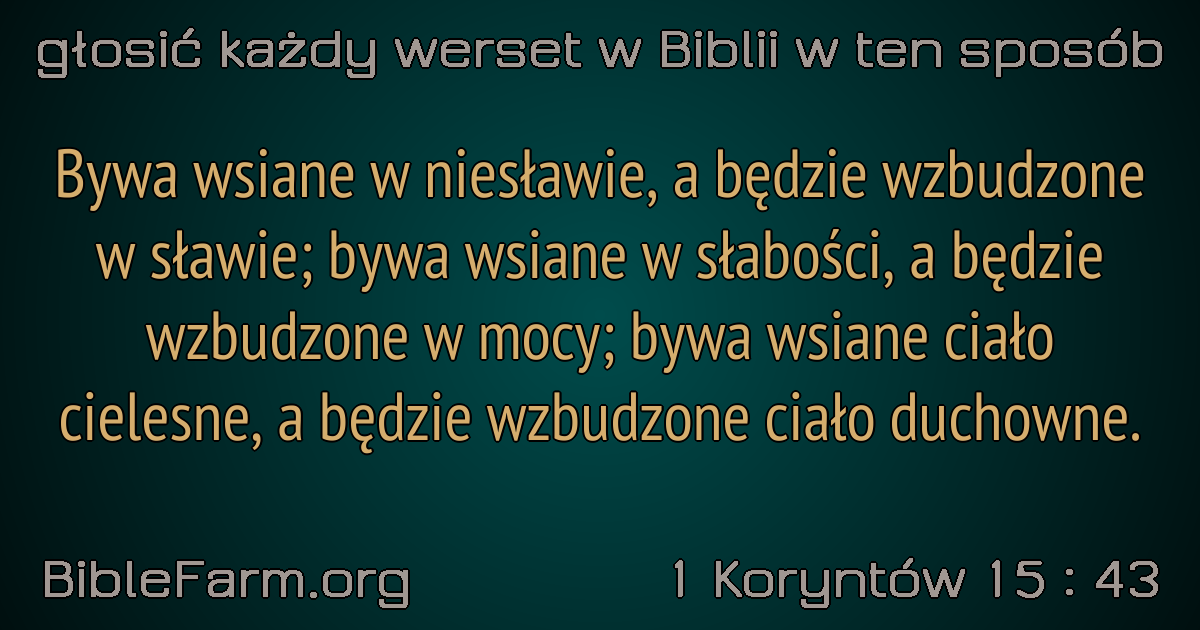 głosić każdy werset w Biblii w ten sposób
Bywa wsiane w niesławie, a będzie wzbudzone
w sławie; bywa wsiane w słabości, a będzie
wzbudzone w mocy; bywa wsiane ciało
cielesne, a będzie wzbudzone ciało duchowne.
BibleFarm.org
1 Koryntów 15 : 43